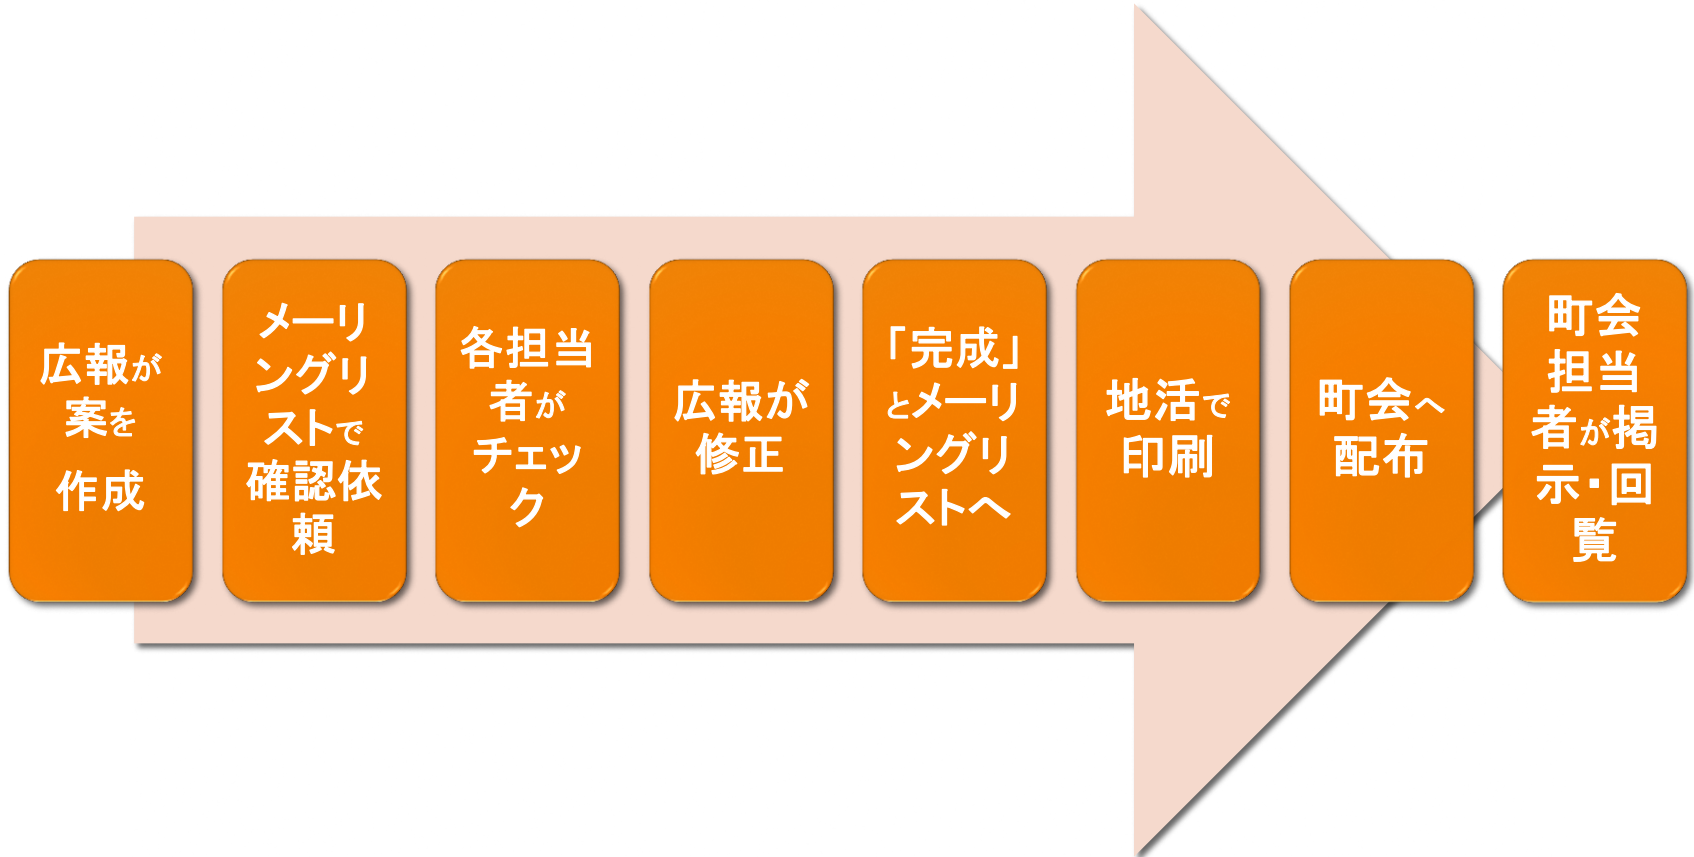 広報が
案を
作成
メーリ
ングリ
ストで
確認依
頼
各担当
者が
チェッ
ク
広報が
修正
「完成」
とメーリ
ングリ
ストへ
地活で
印刷
町会へ
配布
町会
担当
者が掲
示・回
覧